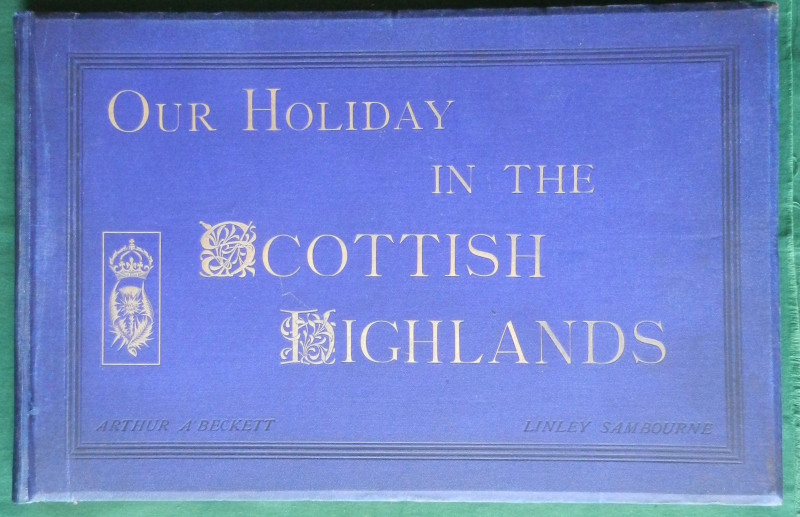 OUR HOLIDAY
IN THE
SCOTTISH
HIGHLANDS
ARTHUR A BECKETT
LINLEY SAMBOURNE